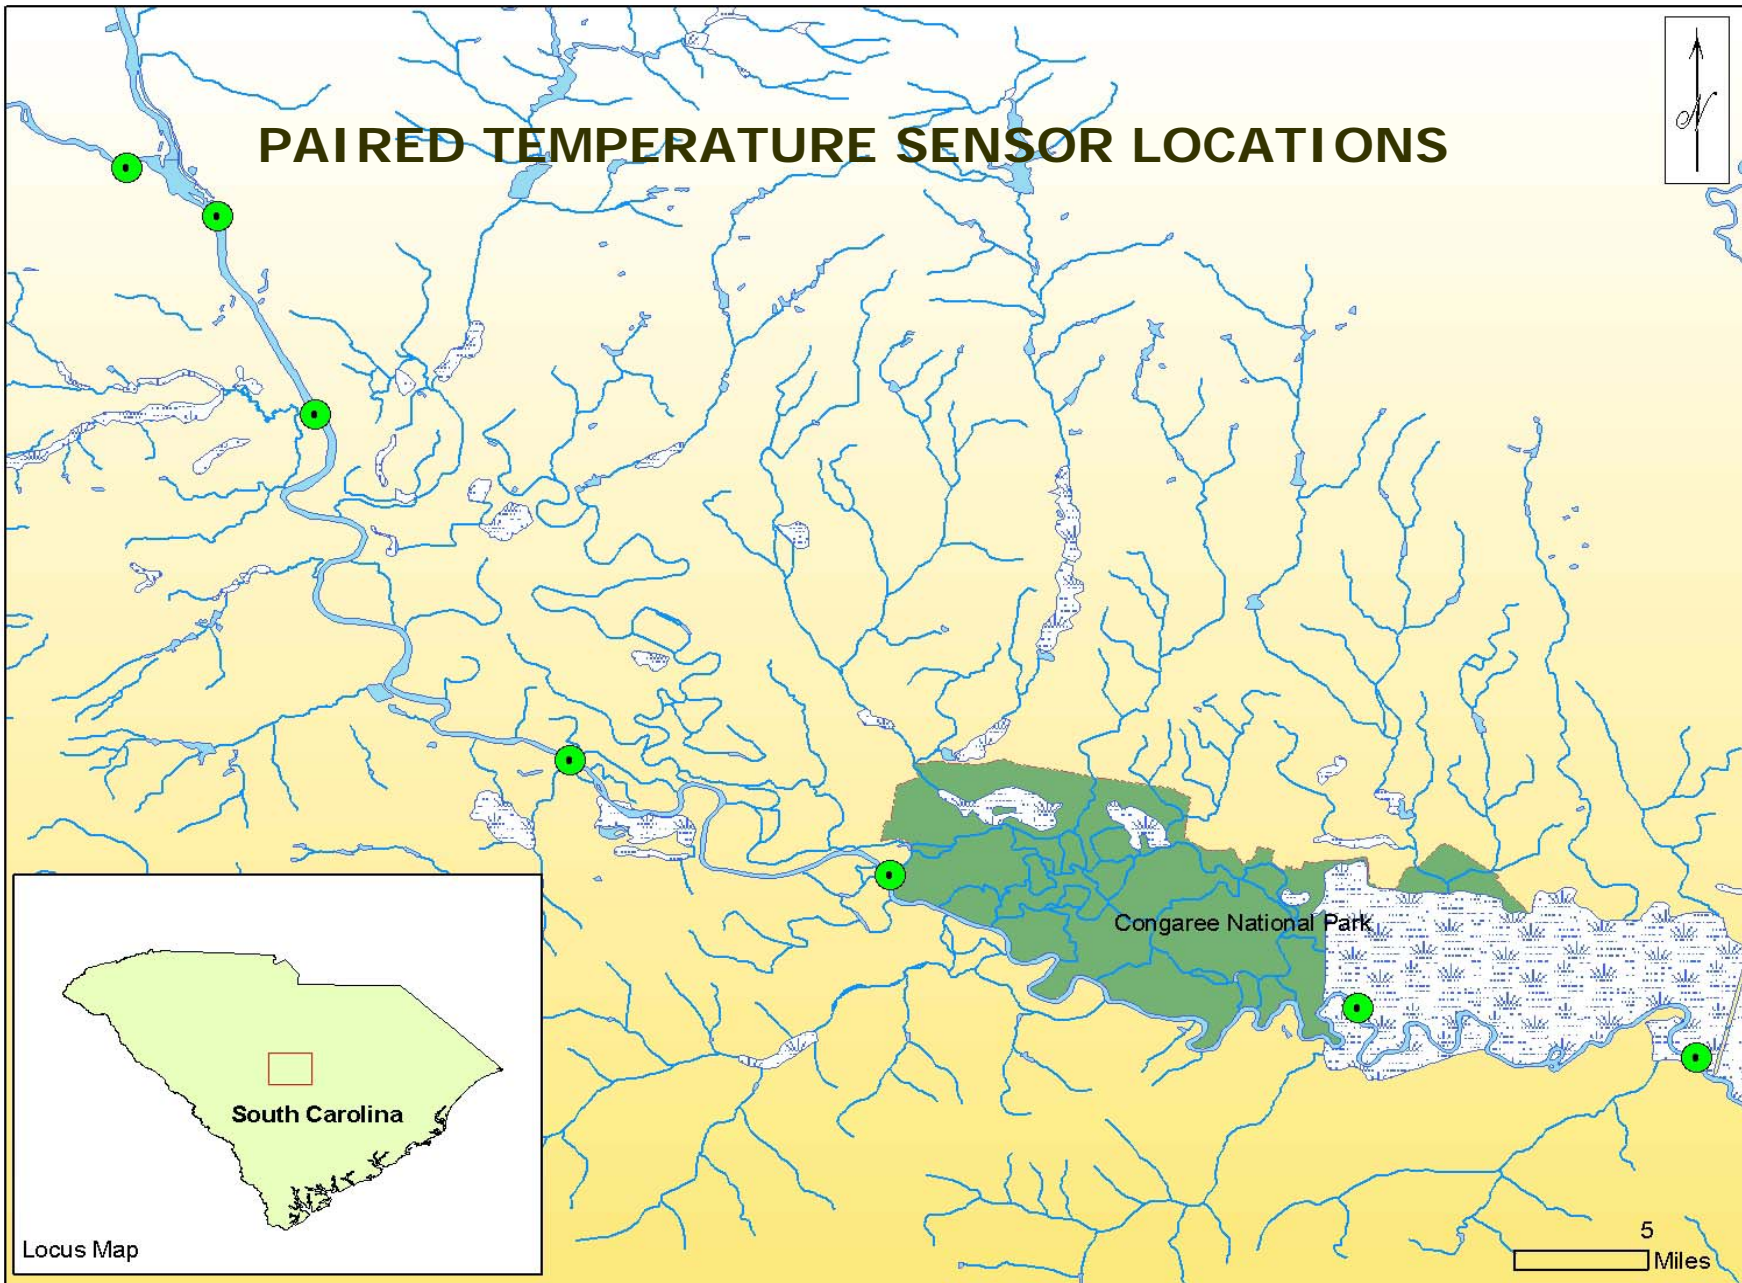 PAIRED TEMPERATURE SENSOR LOCATIONS
N
Congaree National Park
South Carolina
Locus Map
5
Miles